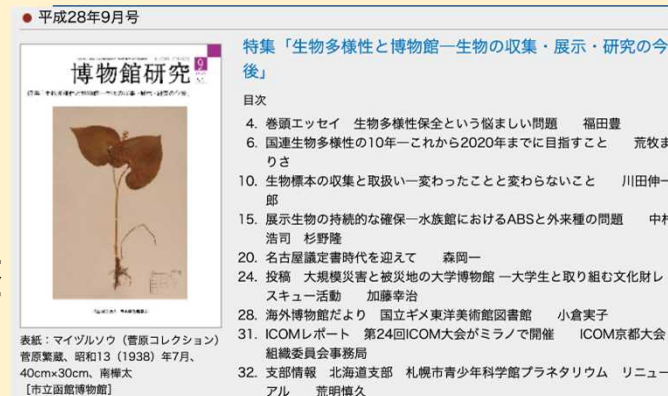 平成28年9月号
博物館研究
9
特集「生物多様性と博物館―生物の収集・展示・研究の今
後」
目次
4. 巻頭エッセイ 生物多様性保全という悩ましい問題 福田豊
6. 国連生物多様性の10年―これから2020年までに目指すこと 荒牧ま
りさ
10. 生物標本の収集と取扱い―変わったことと変わらないこと 川田伸一
郎
15. 展示生物の持続的な確保―水族館におけるABSと外来種の問題 中村
浩司 杉野隆
20. 名古屋議定書時代を迎えて 森岡一
24. 投稿 大規模災害と被災地の大学博物館 ―大学生と取り組む文化財レ
スキュー活動 加藤幸治
28. 海外博物館だより 国立ギメ東洋美術館図書館 小倉実子
31. ICOMレポート 第24回ICOM大会がミラノで開催 ICOM京都大会
組織委員会事務局
32. 支部情報 北海道支部 札幌市青少年科学館プラネタリウム リニュー
アル 荒明慎久
表紙：マイヅルソウ（菅原コレクション）
菅原繁蔵、昭和13（1938）年7月、
40cm×30cm、南樺太
［市立函館博物館］